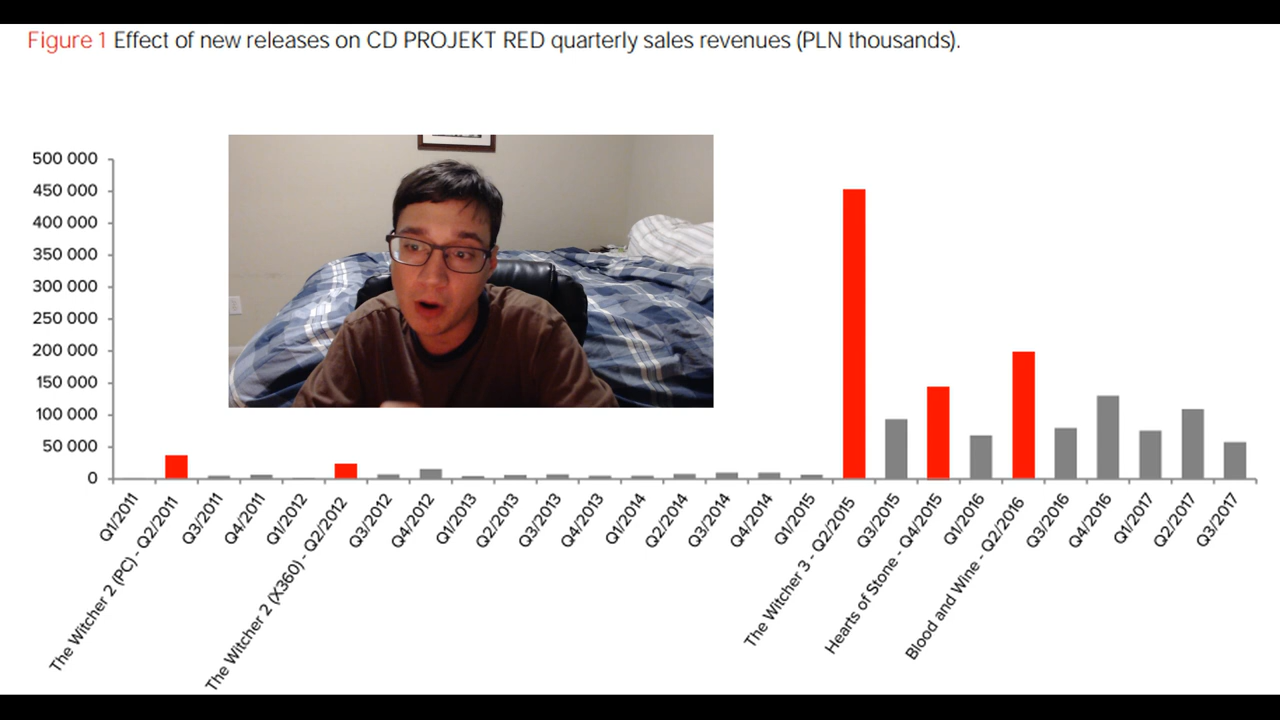 Figure 1 Effect of new releases on CD PROJEKT RED quarterly sales revenues (PLN thousands).
500 000
450 000
400 000
350 000
300 000
250 000
200 000
150 000
100 000
50 000
0
Q1/2011
The Witcher 2 (PC) - Q2/2011
Q3/2011
Q4/2011
Q1/2012
The Witcher 2 (X360) - Q2/2012
Q3/2012
Q4/2012
Q1/2013
Q2/2013
Q3/2013
Q4/2013
Q1/2014
Q2/2014
Q3/2014
Q4/2014
Q1/2015
The Witcher 3 - Q2/2015
Q3/2015
Hearts of Stone - Q4/2015
Q1/2016
Blood and Wine - Q2/2016
Q3/2016
Q4/2016
Q1/2017
Q2/2017
Q3/2017